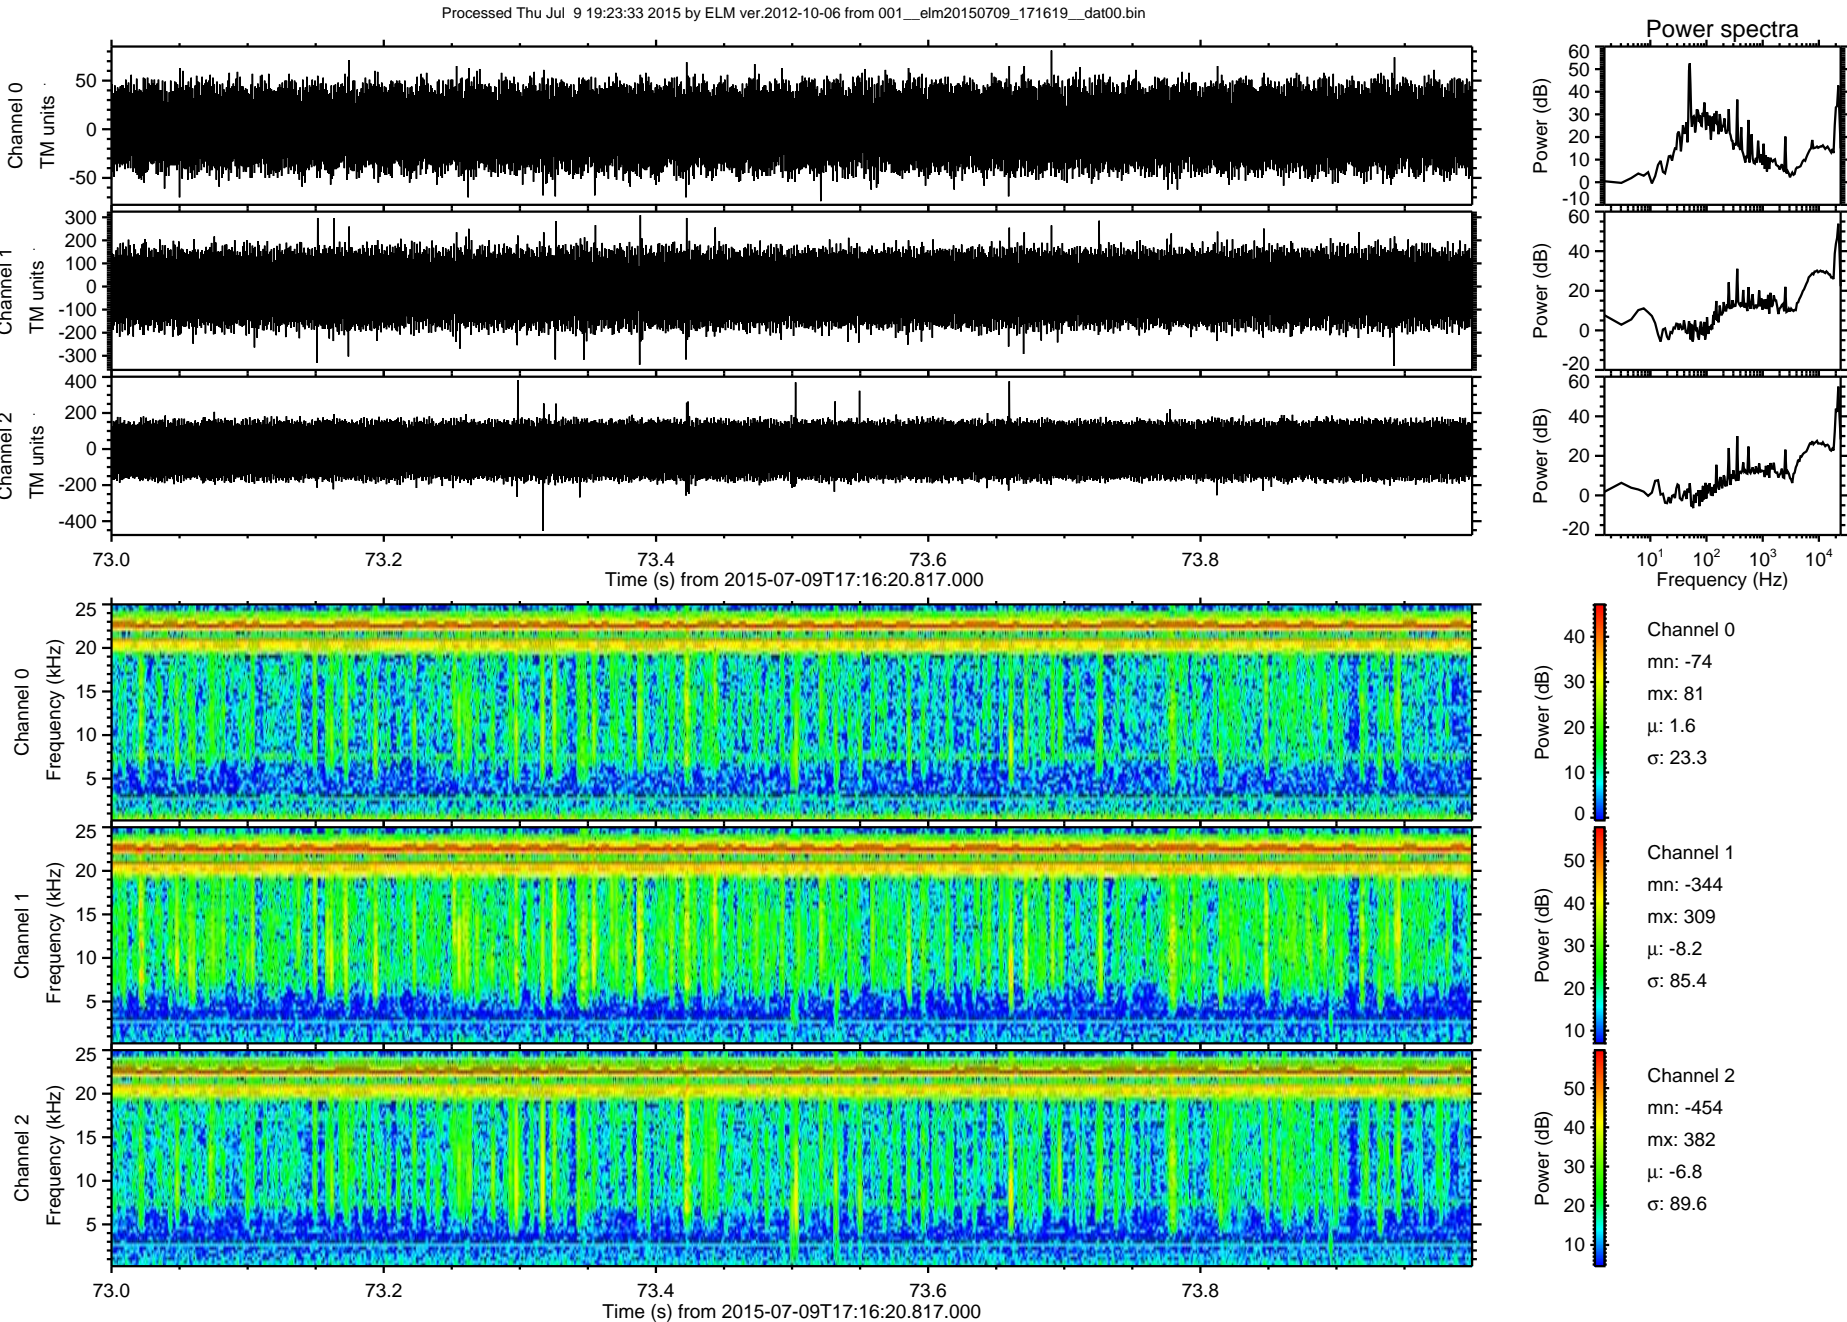 Processed Thu Jul  9 19:23:33 2015 by ELM ver.2012-10-06 from 001__elm20150709_171619__dat00.bin
Power spectra
Channel 0
TM units
50
0
-50
Power (dB)
60
50
40
30
20
10
0
-10
Channel 1
TM units
300
200
100
0
-100
-200
-300
Power (dB)
60
40
20
0
-20
Channel 2
TM units
400
200
0
-200
-400
Power (dB)
60
40
20
0
-20
73.0 73.2 73.4 73.6 73.8
Time (s) from 2015-07-09T17:16:20.817.000
10¹ 10² 10³ 10⁴
Frequency (Hz)
Channel 0
Frequency (kHz)
25
20
15
10
5
Power (dB)
40
30
20
10
0
Channel 0
mn: -74
mx: 81
μ: 1.6
σ: 23.3
Channel 1
Frequency (kHz)
25
20
15
10
5
Power (dB)
50
40
30
20
10
Channel 1
mn: -344
mx: 309
μ: -8.2
σ: 85.4
Channel 2
Frequency (kHz)
25
20
15
10
5
Power (dB)
50
40
30
20
10
Channel 2
mn: -454
mx: 382
μ: -6.8
σ: 89.6
73.0 73.2 73.4 73.6 73.8
Time (s) from 2015-07-09T17:16:20.817.000